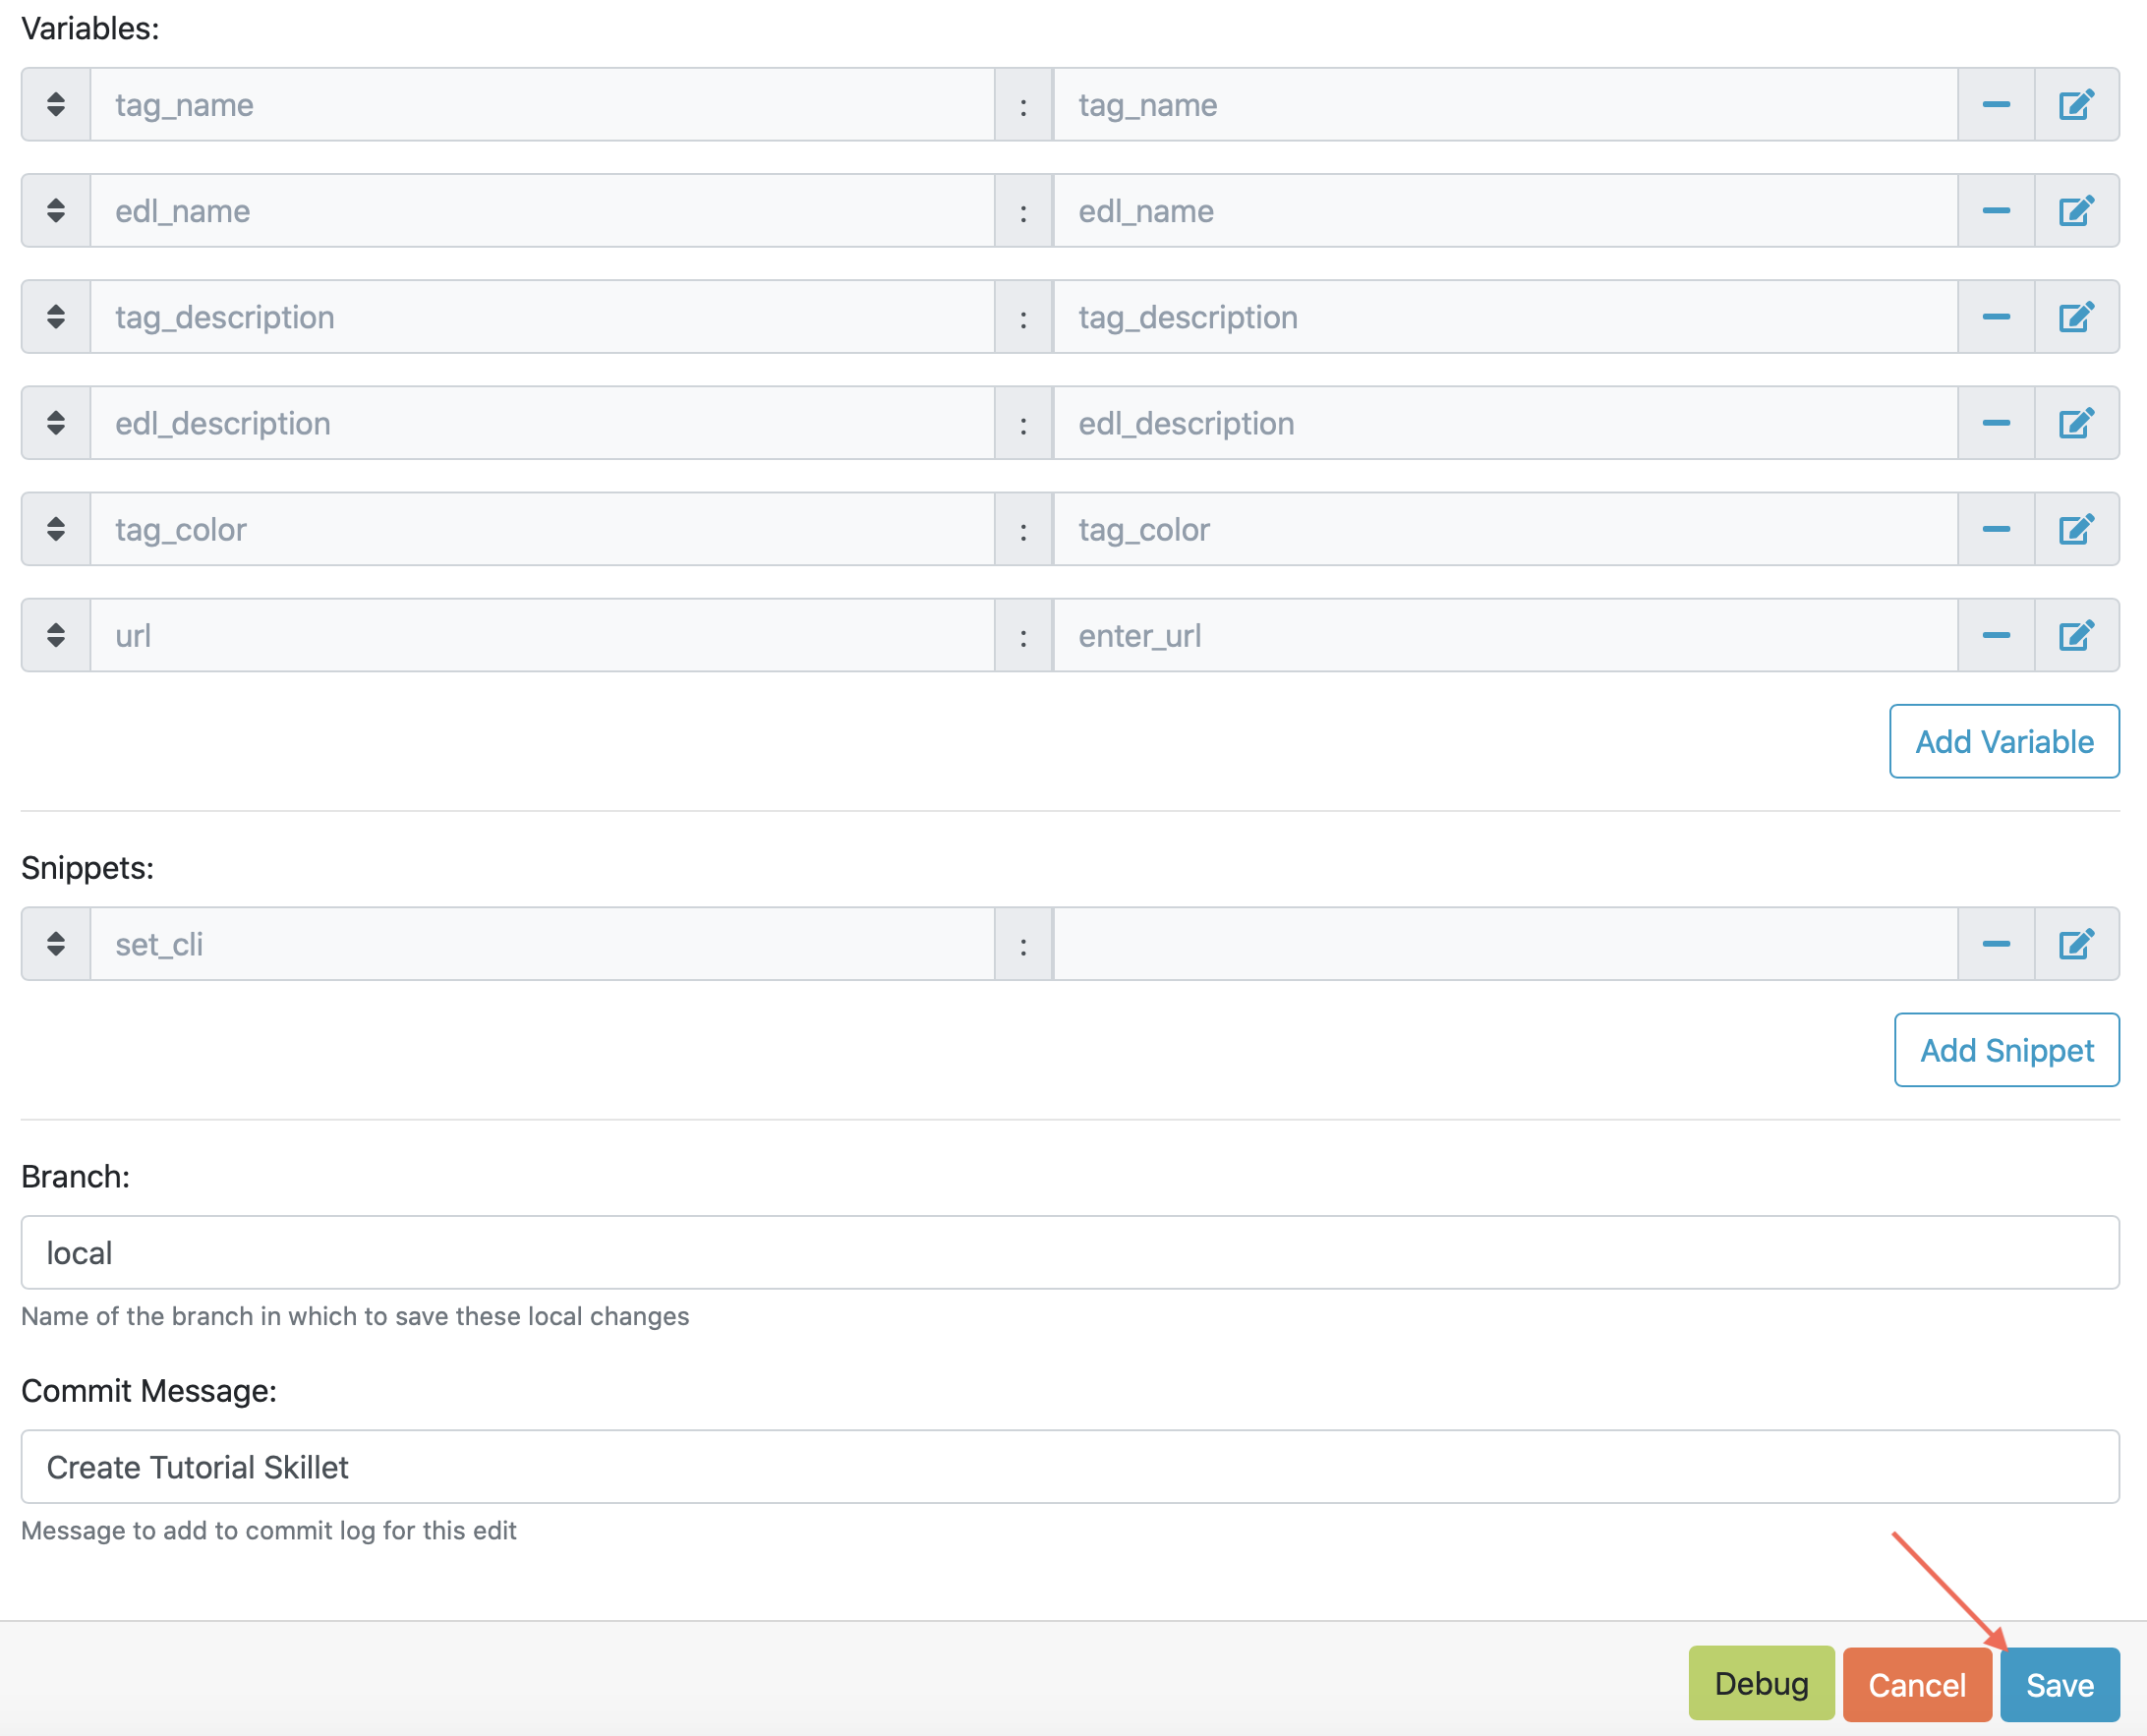 Variables:
tag_name : tag_name
edl_name : edl_name
tag_description : tag_description
edl_description : edl_description
tag_color : tag_color
url : enter_url
Add Variable
Snippets:
set_cli :
Add Snippet
Branch:
local
Name of the branch in which to save these local changes
Commit Message:
Create Tutorial Skillet
Message to add to commit log for this edit
Debug Cancel Save